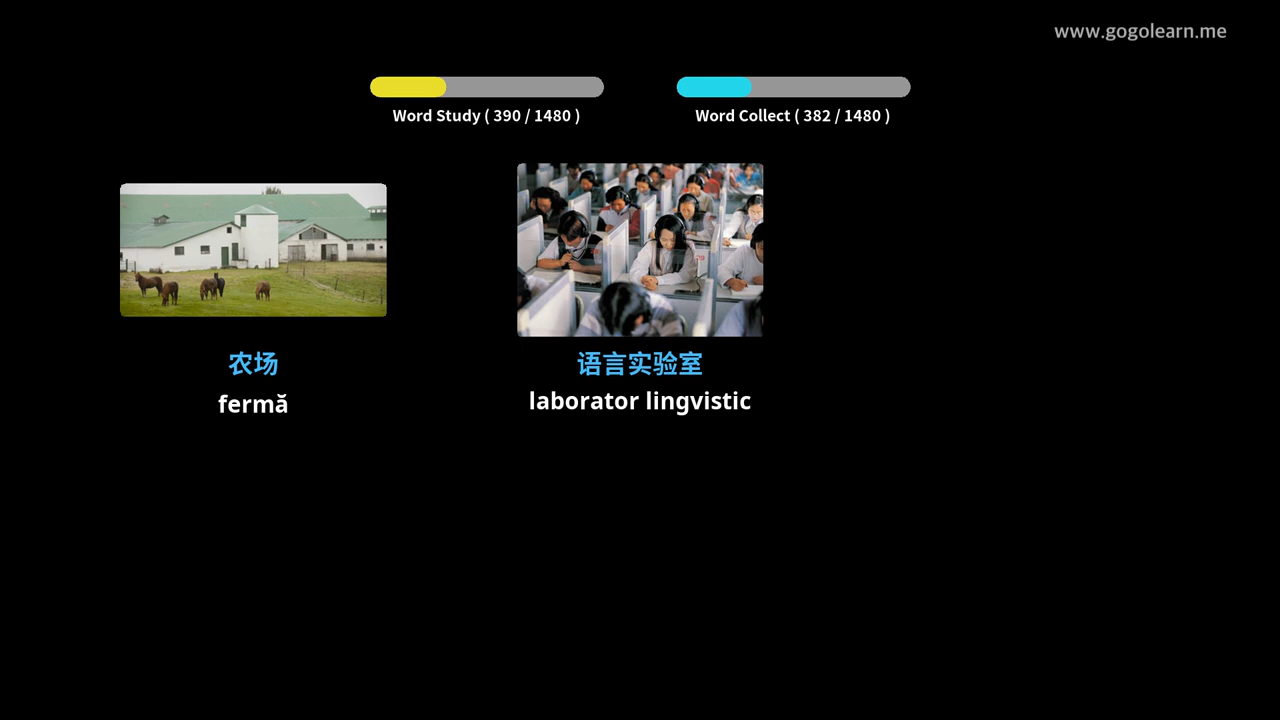 www.gogolearn.me
Word Study ( 390 / 1480 )
Word Collect ( 382 / 1480 )
农场
fermă
语言实验室
laborator lingvistic